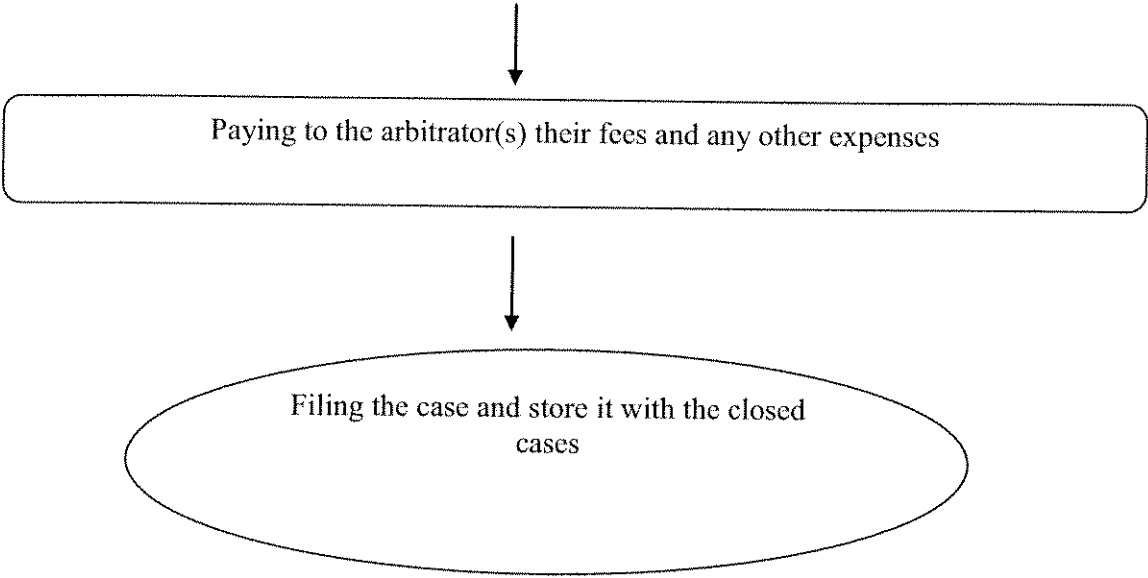 Paying to the arbitrator(s) their fees and any other expenses
Filing the case and store it with the closed
cases